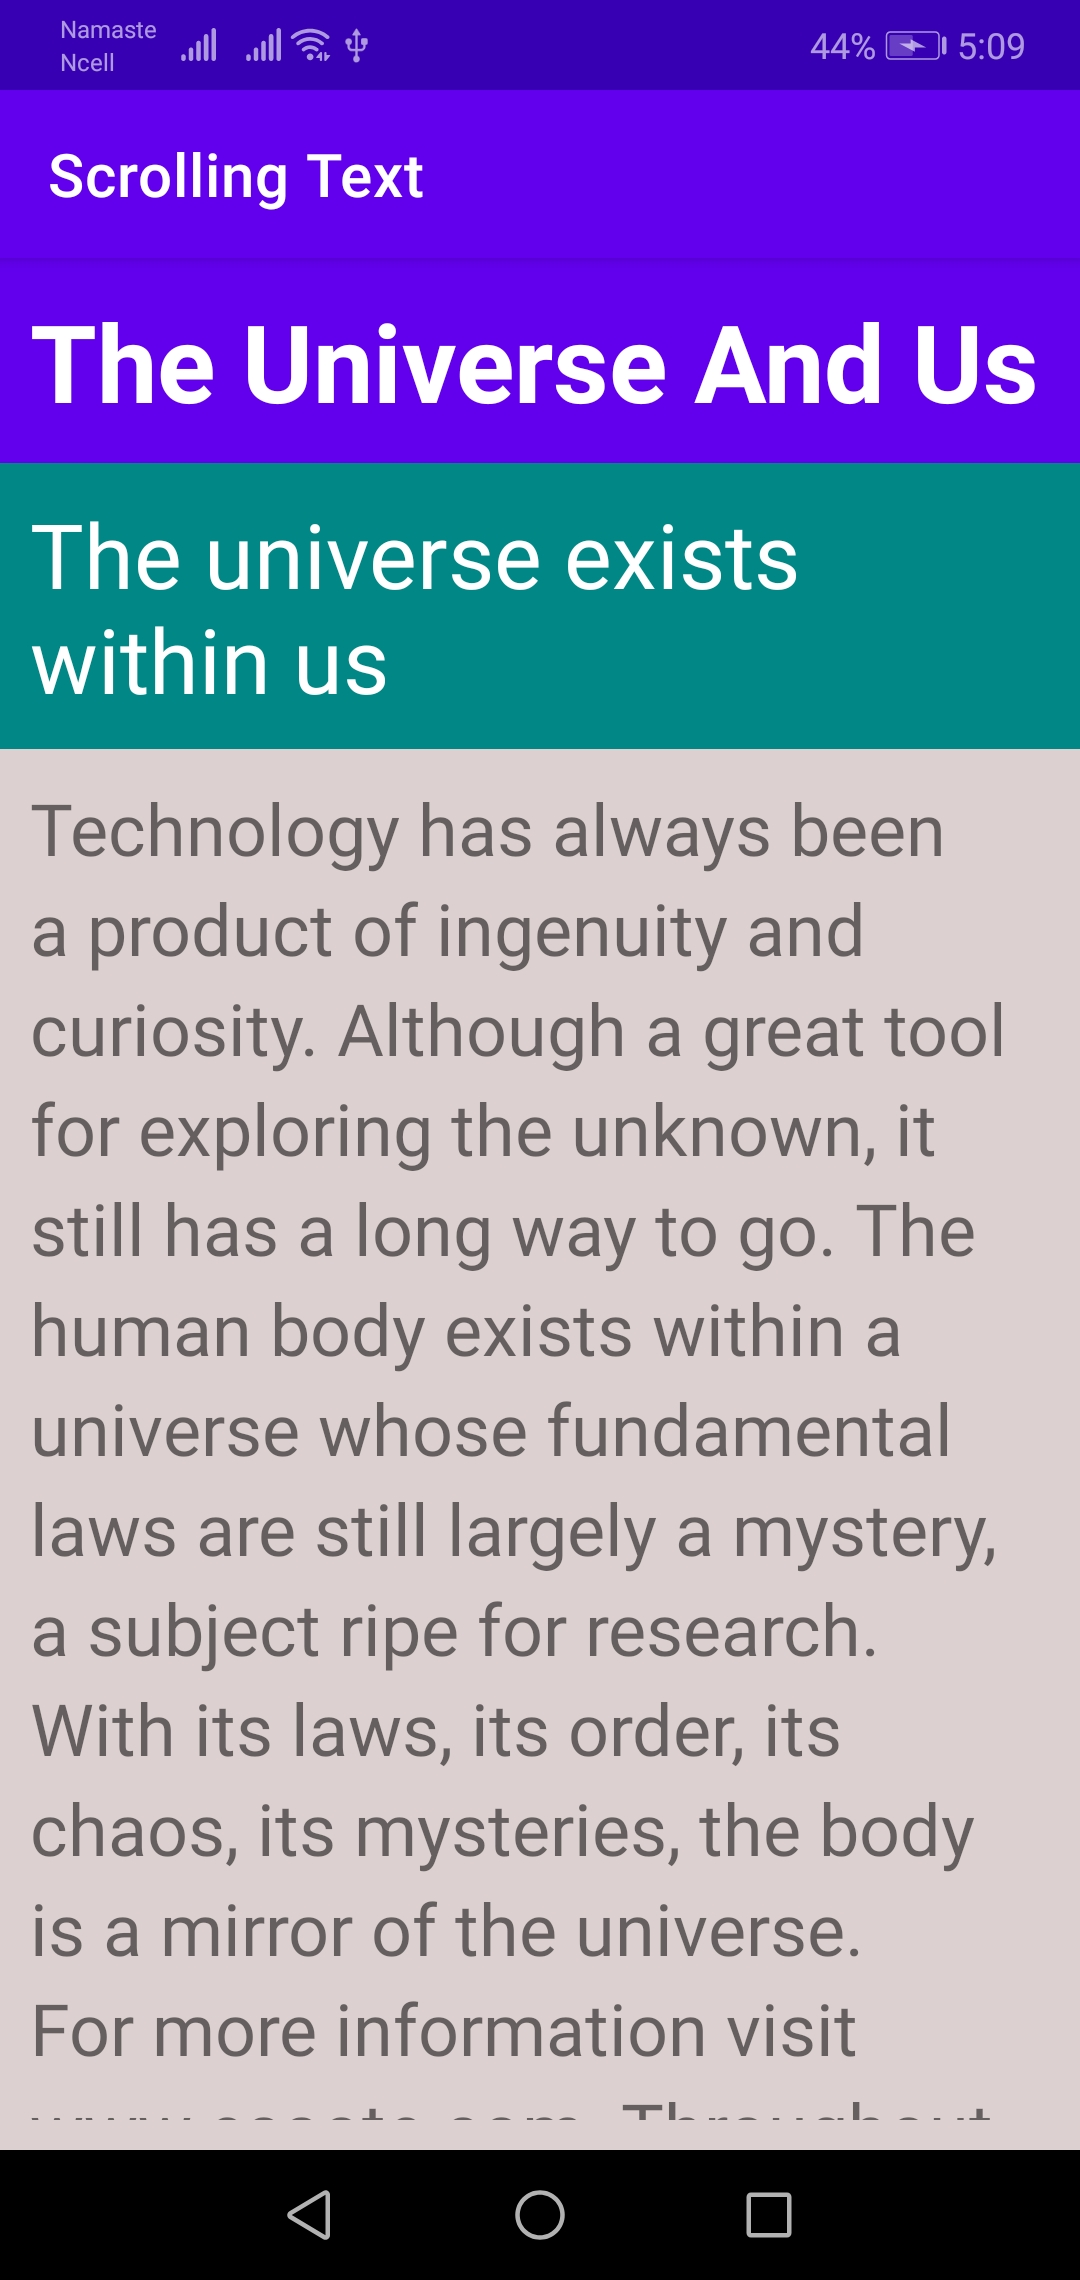 Namaste
Ncell
44% 5:09
Scrolling Text
The Universe And Us
The universe exists
within us
Technology has always been
a product of ingenuity and
curiosity. Although a great tool
for exploring the unknown, it
still has a long way to go. The
human body exists within a
universe whose fundamental
laws are still largely a mystery,
a subject ripe for research.
With its laws, its order, its
chaos, its mysteries, the body
is a mirror of the universe.
For more information visit
Throughout